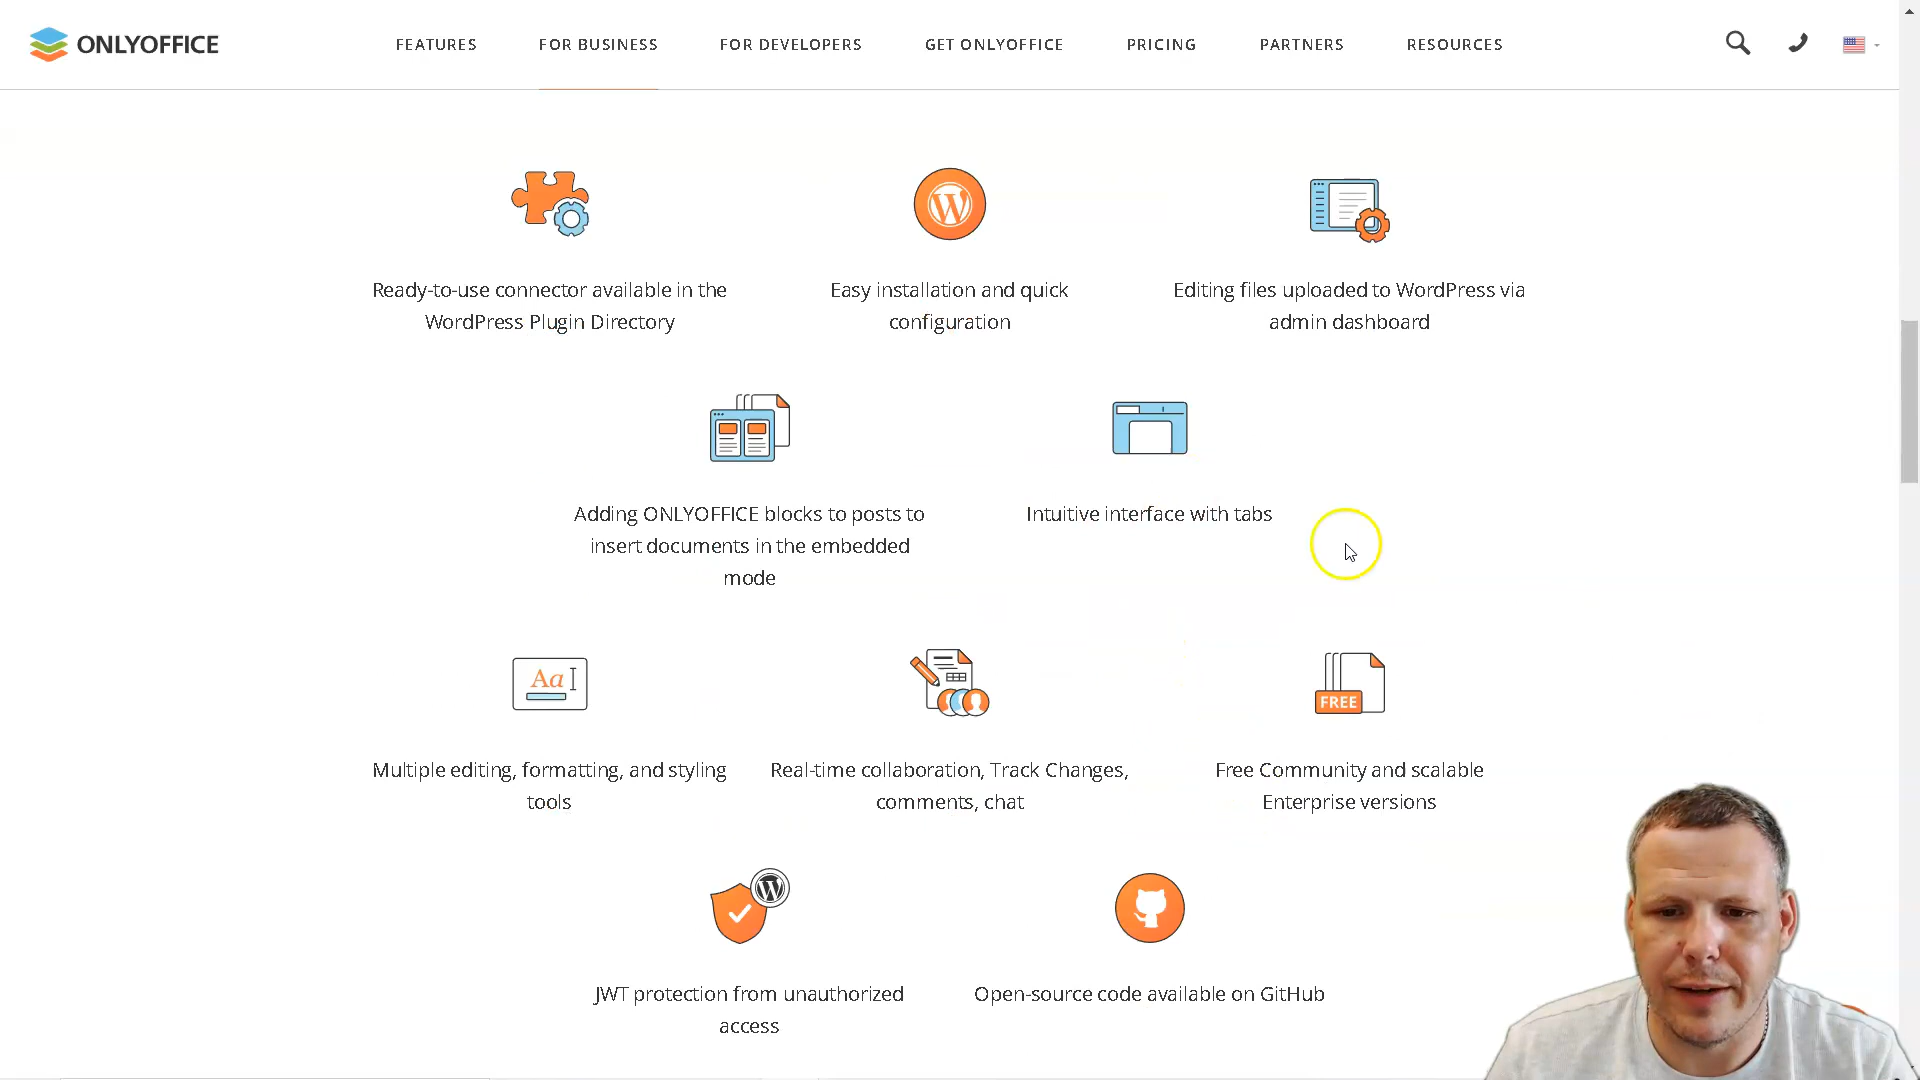 ONLYOFFICE
FEATURES
FOR BUSINESS
FOR DEVELOPERS
GET ONLYOFFICE
PRICING
PARTNERS
RESOURCES
Ready-to-use connector available in the
WordPress Plugin Directory
Easy installation and quick
configuration
Editing files uploaded to WordPress via
admin dashboard
Adding ONLYOFFICE blocks to posts to
insert documents in the embedded
mode
Intuitive interface with tabs
Aa
Multiple editing, formatting, and styling
tools
Real-time collaboration, Track Changes,
comments, chat
FREE
Free Community and scalable
Enterprise versions
JWT protection from unauthorized
access
Open-source code available on GitHub